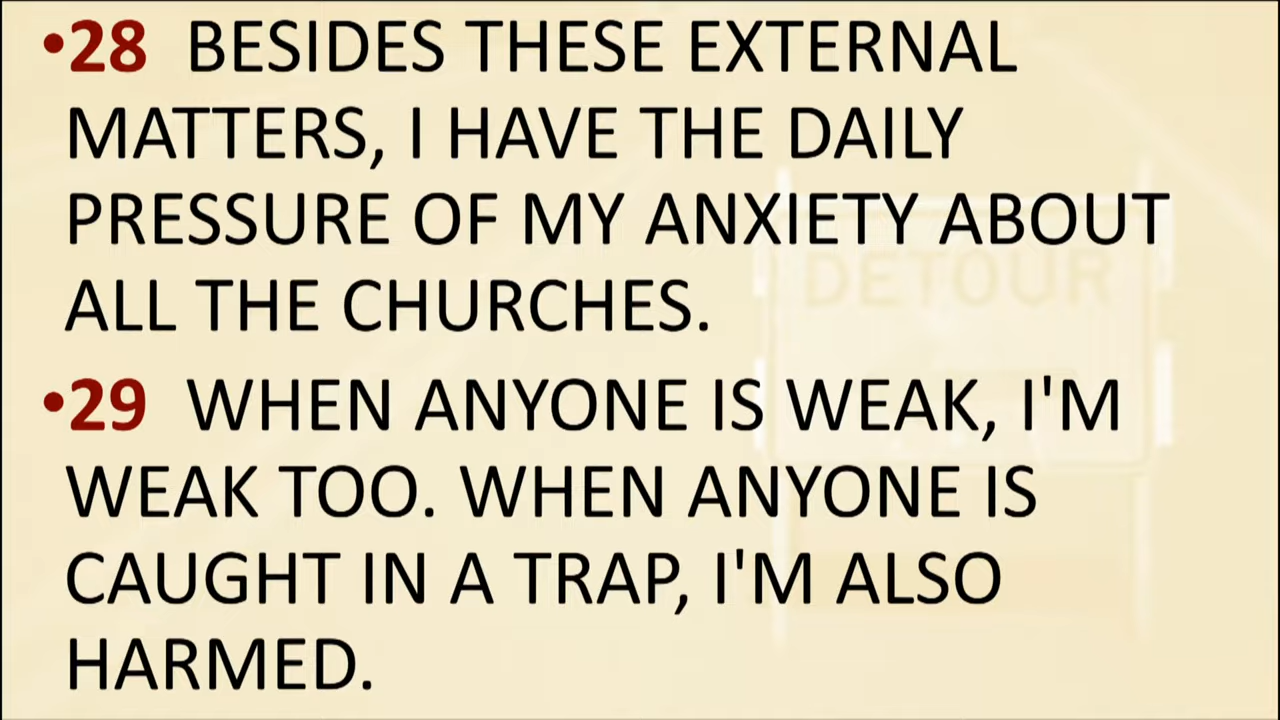 •28 BESIDES THESE EXTERNAL
MATTERS, I HAVE THE DAILY
PRESSURE OF MY ANXIETY ABOUT
ALL THE CHURCHES.
DETOUR
•29 WHEN ANYONE IS WEAK, I'M
WEAK TOO. WHEN ANYONE IS
CAUGHT IN A TRAP, I'M ALSO
HARMED.